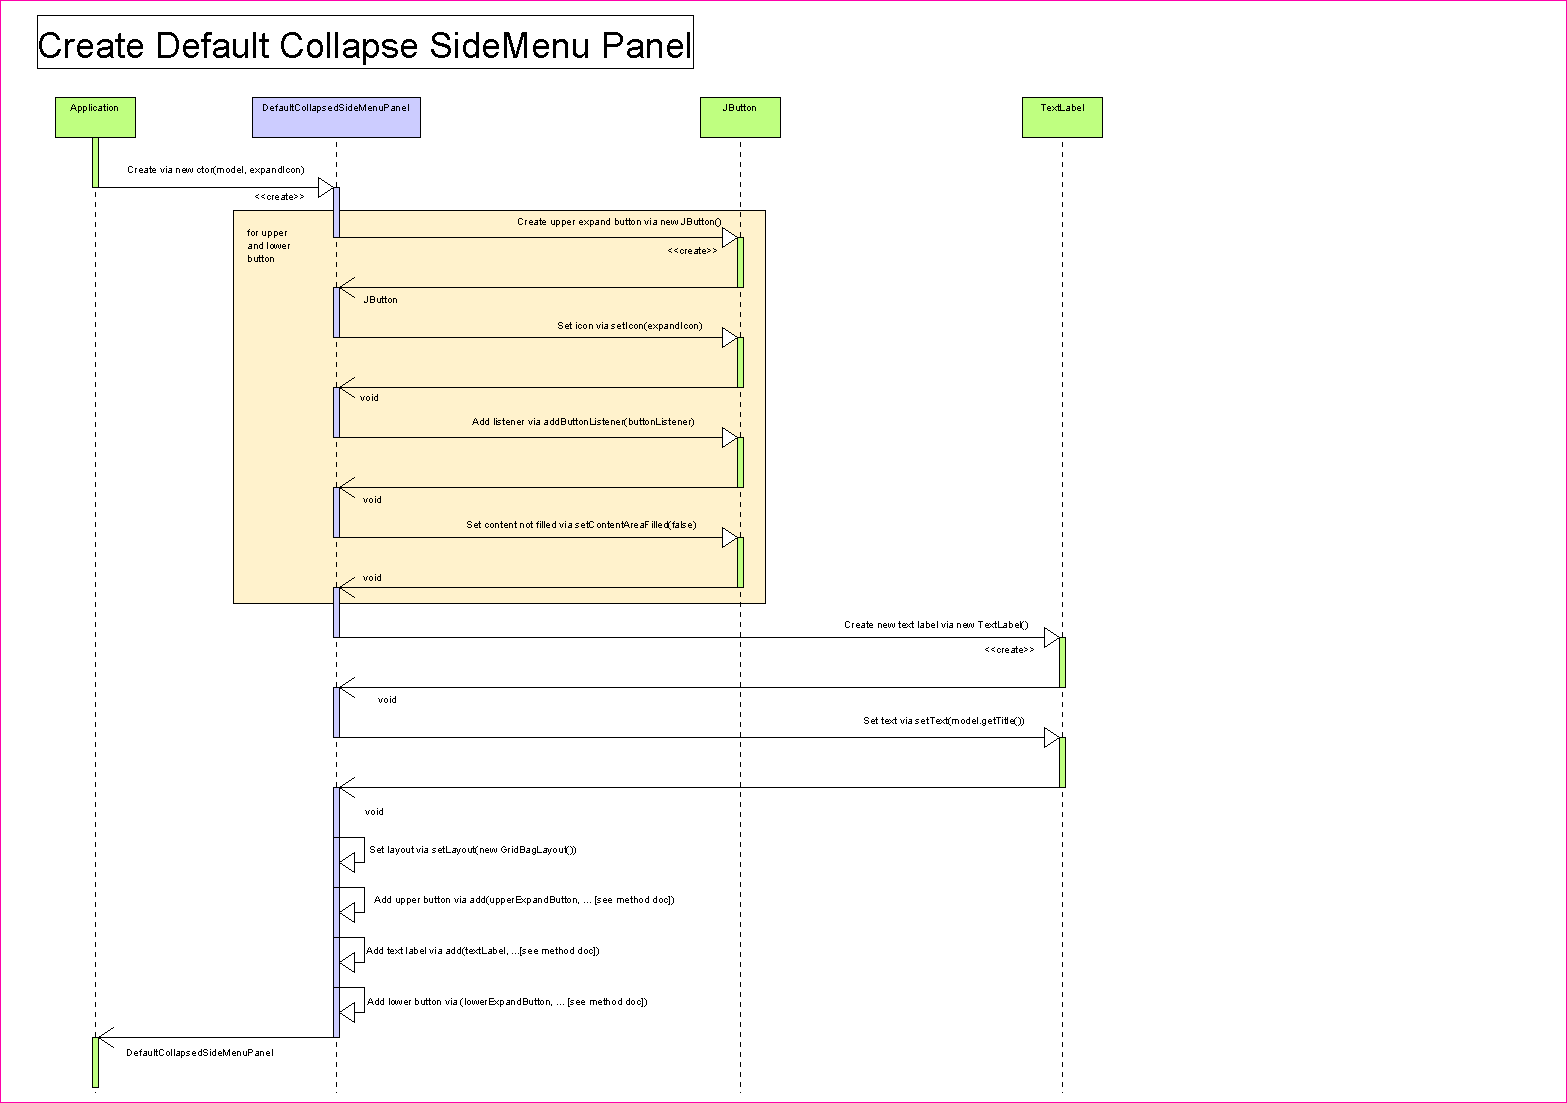 Create Default Collapse SideMenu Panel
Application
DefaultCollapsedSideMenuPanel
JButton
TextLabel
Create via new ctor(model, expandIcon)
<<create>>
for upper
and lower
button
Create upper expand button via new JButton()
<<create>>
JButton
Set icon via setIcon(expandIcon)
void
Add listener via addButtonListener(buttonListener)
void
Set content not filled via setContentAreaFilled(false)
void
Create new text label via new TextLabel()
<<create>>
void
Set text via setText(model.getTitle())
void
Set layout via setLayout(new GridBagLayout())
Add upper button via add(upperExpandButton, ... [see method doc])
Add text label via add(textLabel, ...[see method doc])
Add lower button via (lowerExpandButton, ... [see method doc])
DefaultCollapsedSideMenuPanel